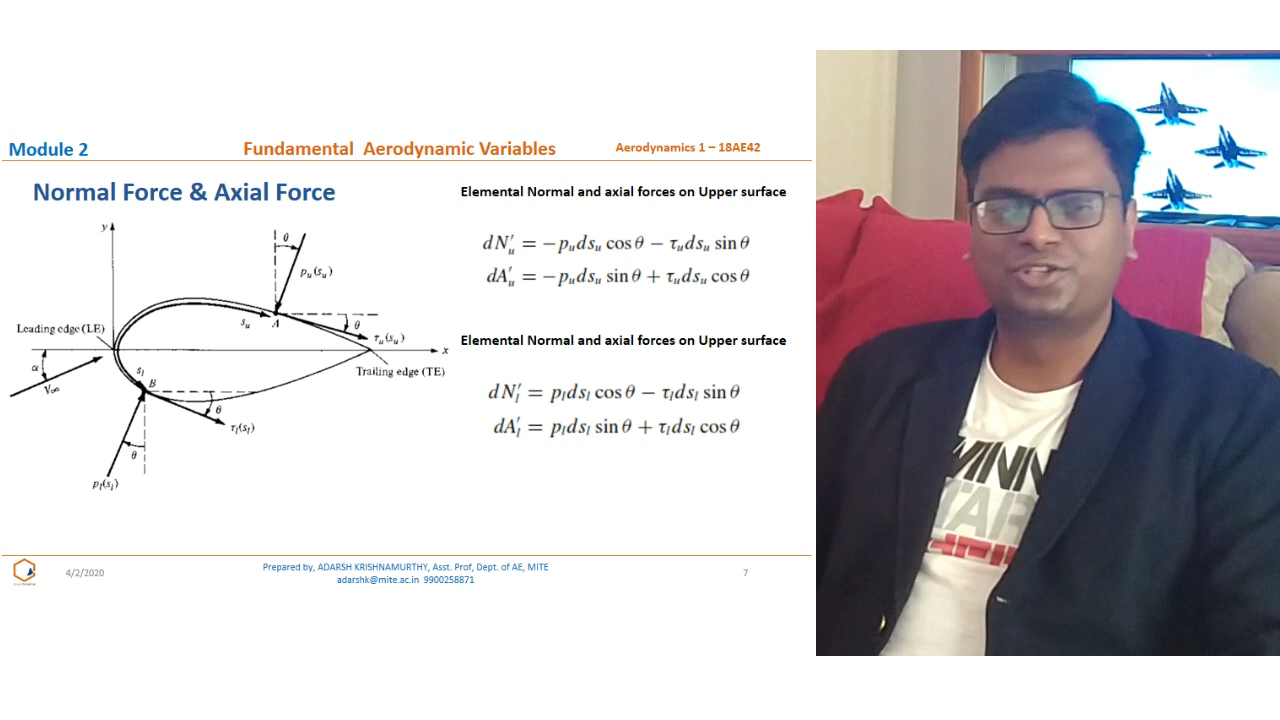 Module 2
Fundamental Aerodynamic Variables
Aerodynamics 1 – 18AE42
Normal Force & Axial Force
Elemental Normal and axial forces on Upper surface
dN′u = −pudsu cos θ − τudsu sin θ
dA′u = −pudsu sin θ + τudsu cos θ
Elemental Normal and axial forces on Upper surface
dN′l = pldsl cos θ − τldsl sin θ
dA′l = pldsl sin θ + τldsl cos θ
y
θ
pu(su)
su
A
θ
τu(su)
Leading edge (LE)
x
α
V∞
sl
B
Trailing edge (TE)
θ
τl(sl)
θ
pl(sl)
4/2/2020
Prepared by, ADARSH KRISHNAMURTHY, Asst. Prof, Dept. of AE, MITE
adarshk@mite.ac.in 9900258871
7